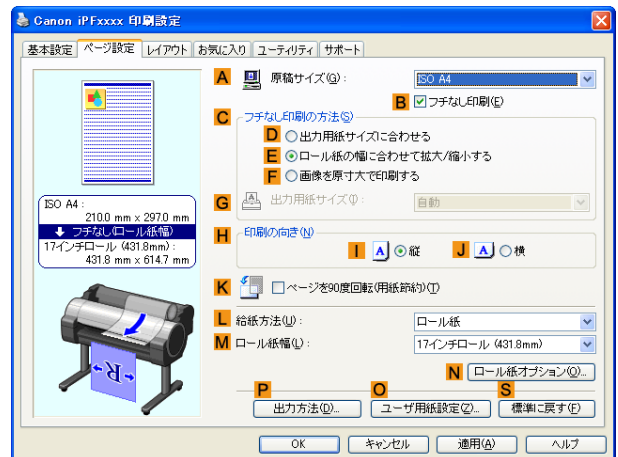 Canon iPFxxxx 印刷設定
基本設定 ページ設定 レイアウト お気に入り ユーティリティ サポート
A 原稿サイズ(G): ISO A4
B フチなし印刷(E)
C フチなし印刷の方法(S)
D 出力用紙サイズに合わせる
E ロール紙の幅に合わせて拡大/縮小する
F 画像を原寸大で印刷する
G 出力用紙サイズ(I): 自動
ISO A4 :
210.0 mm x 297.0 mm
フチなし(ロール紙幅)
17インチロール (431.8mm) :
431.8 mm x 614.7 mm
H 印刷の向き(N)
I A 縦 J A 横
K ページを90度回転(用紙節約)(T)
L 給紙方法(U): ロール紙
M ロール紙幅(L): 17インチロール (431.8mm)
N ロール紙オプション(Q)...
P O S
出力方法(D)... ユーザ用紙設定(Z)... 標準に戻す(F)
R
OK キャンセル 適用(A) ヘルプ